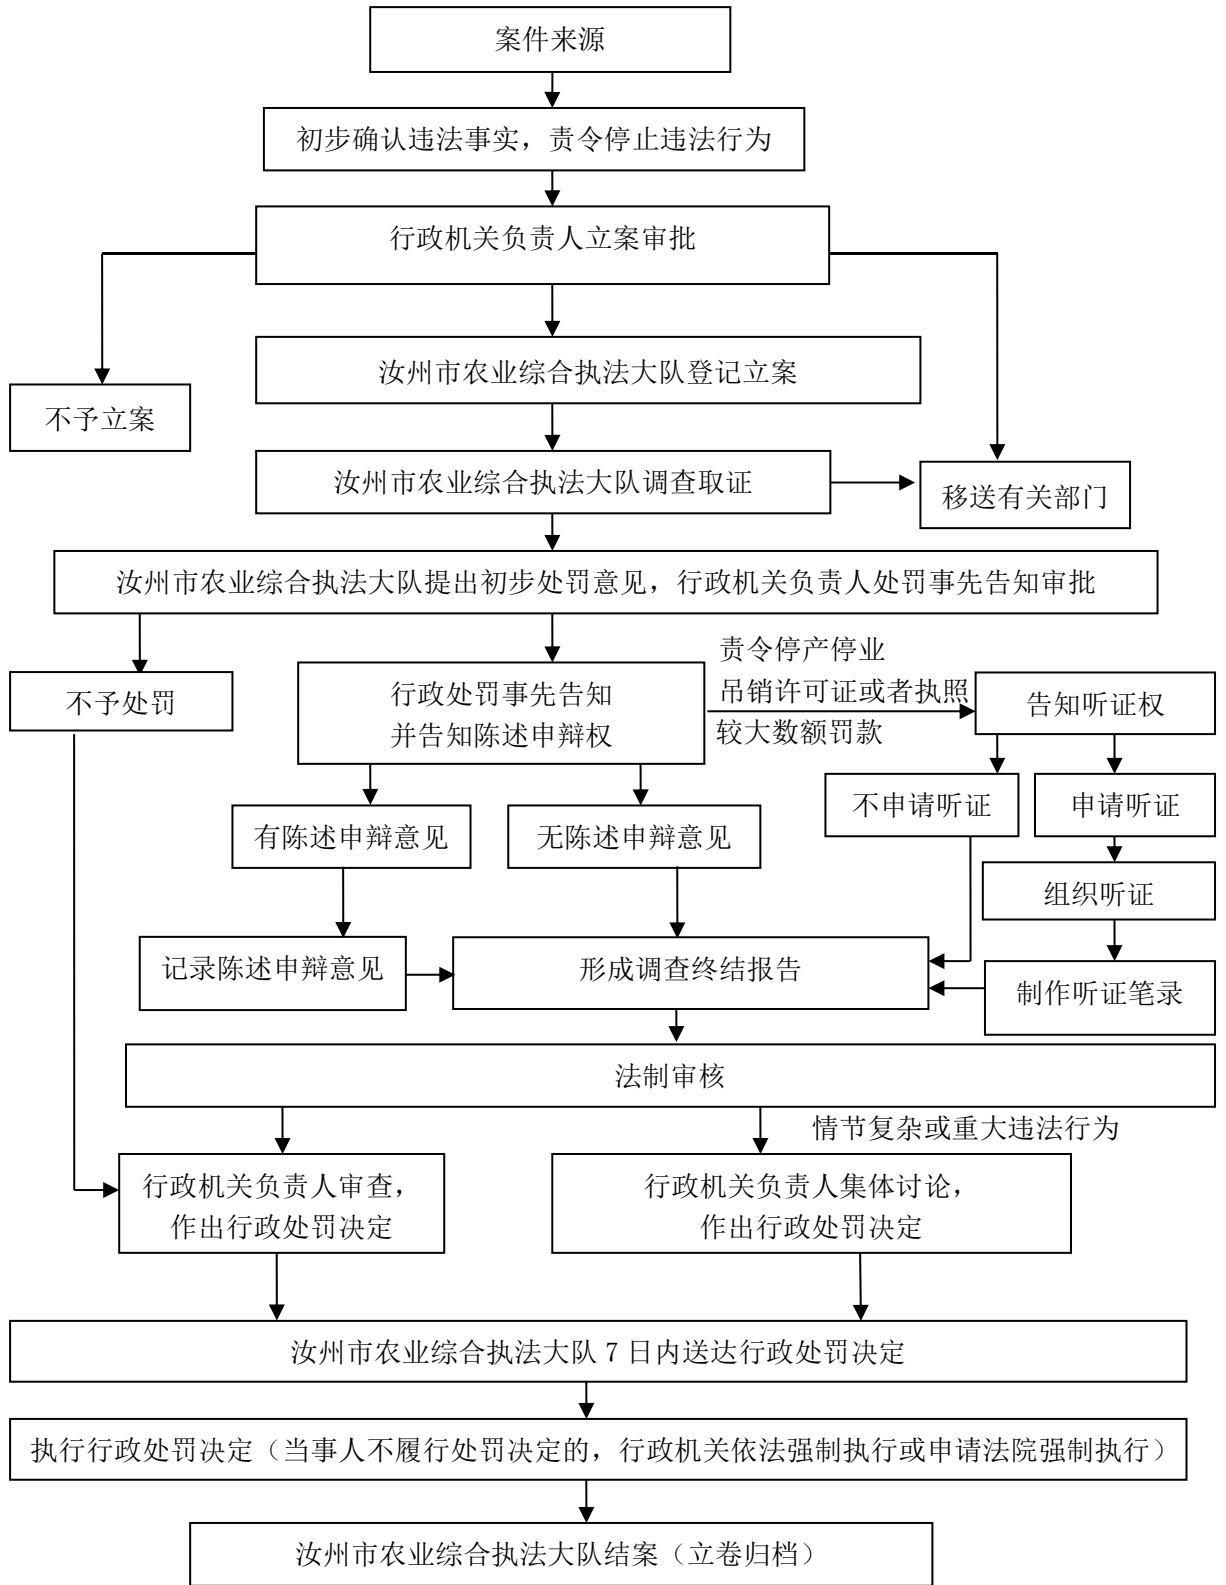 案件来源
初步确认违法事实，责令停止违法行为
行政机关负责人立案审批
汝州市农业综合执法大队登记立案
不予立案
汝州市农业综合执法大队调查取证
移送有关部门
汝州市农业综合执法大队提出初步处罚意见，行政机关负责人处罚事先告知审批
不予处罚
行政处罚事先告知
并告知陈述申辩权
责令停产停业
吊销许可证或者执照
较大数额罚款
告知听证权
不申请听证
申请听证
有陈述申辩意见
无陈述申辩意见
组织听证
记录陈述申辩意见
形成调查终结报告
制作听证笔录
法制审核
情节复杂或重大违法行为
行政机关负责人审查，
作出行政处罚决定
行政机关负责人集体讨论，
作出行政处罚决定
汝州市农业综合执法大队 7 日内送达行政处罚决定
执行行政处罚决定（当事人不履行处罚决定的，行政机关依法强制执行或申请法院强制执行）
汝州市农业综合执法大队结案（立卷归档）